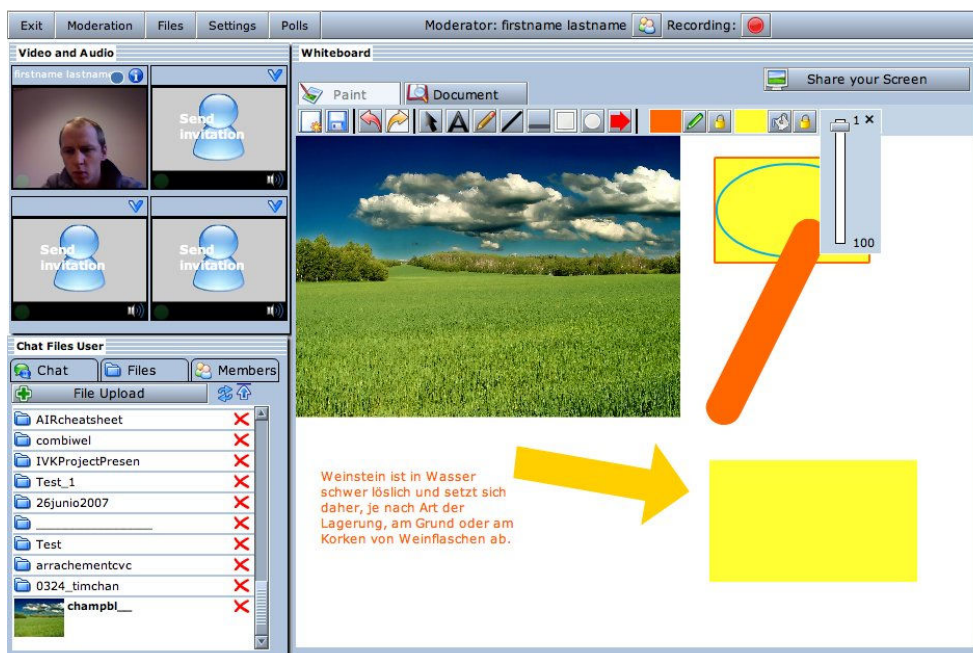 Exit Moderation Files Settings Polls Moderator: firstname lastname Recording:
Video and Audio
firstname lastname
Send
invitation
Send
invitation
Send
invitation
Whiteboard
Share your Screen
Paint Document
A
1 ×
100
Weinstein ist in Wasser
schwer löslich und setzt sich
daher, je nach Art der
Lagerung, am Grund oder am
Korken von Weinflaschen ab.
Chat Files User
Chat Files Members
File Upload
AIRcheatsheet
combiwel
IVKProjectPresen
Test_1
26junio2007
__________________
Test
arrachementcvc
0324_timchan
champbl__